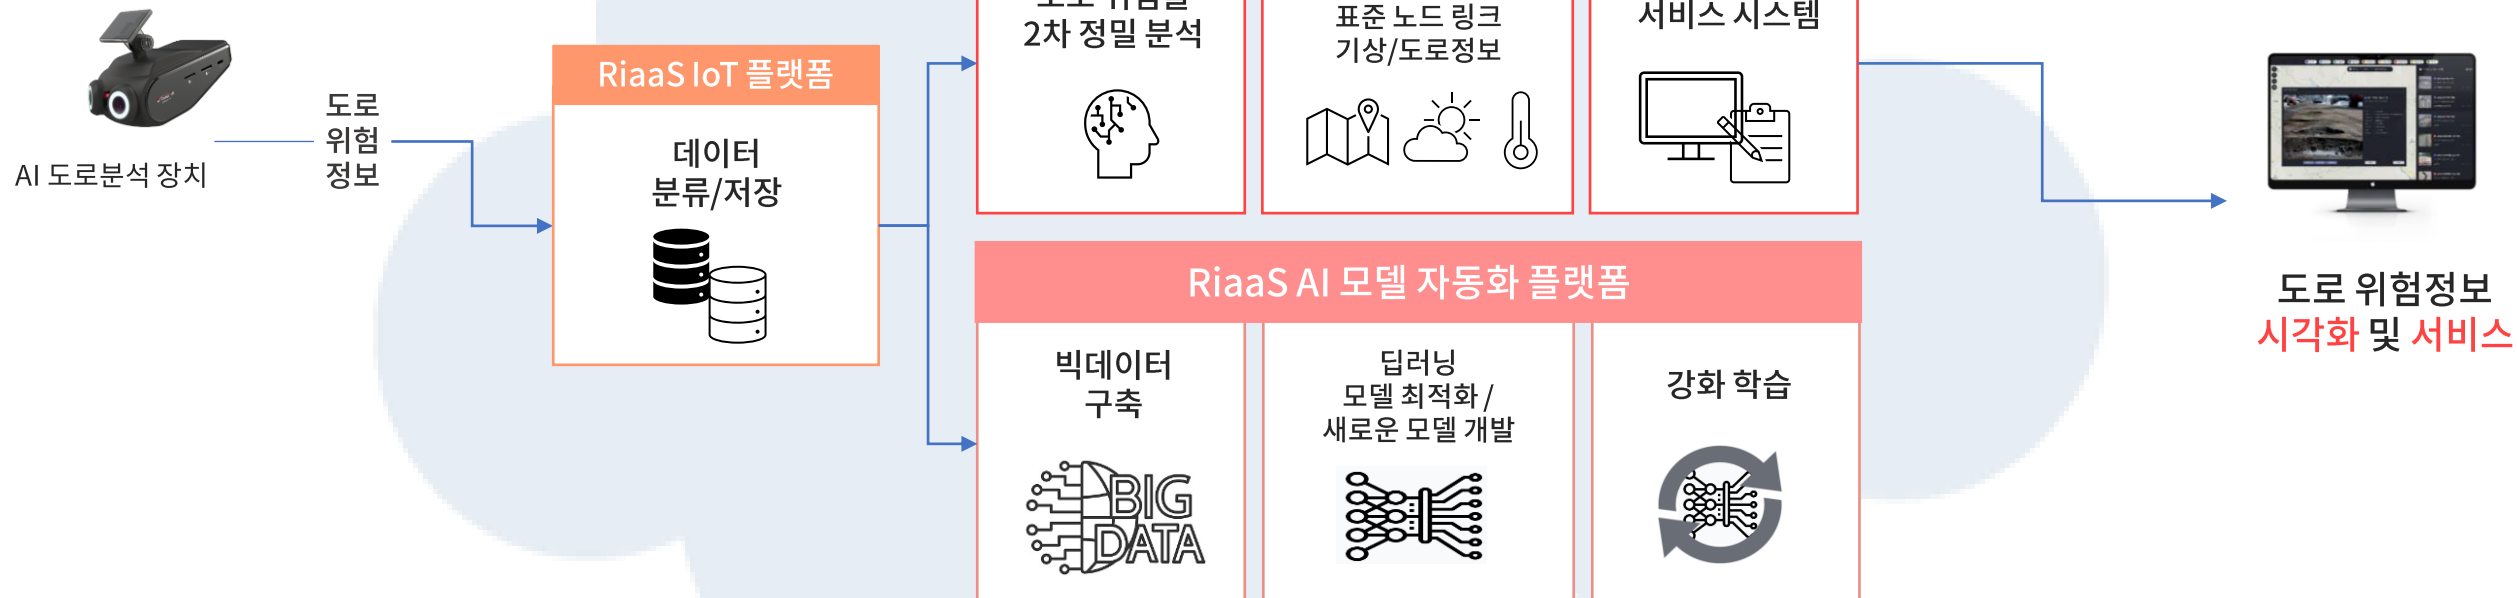 AI 도로분석 장치
도로
위험
정보
RiaaS IoT 플랫폼
데이터
분류/저장
2차 정밀 분석
표준 노드 링크
기상/도로정보
서비스 시스템
RiaaS AI 모델 자동화 플랫폼
빅데이터
구축
BIG
DATA
딥러닝
모델 최적화/
새로운 모델 개발
강화 학습
도로 위험정보
시각화 및 서비스